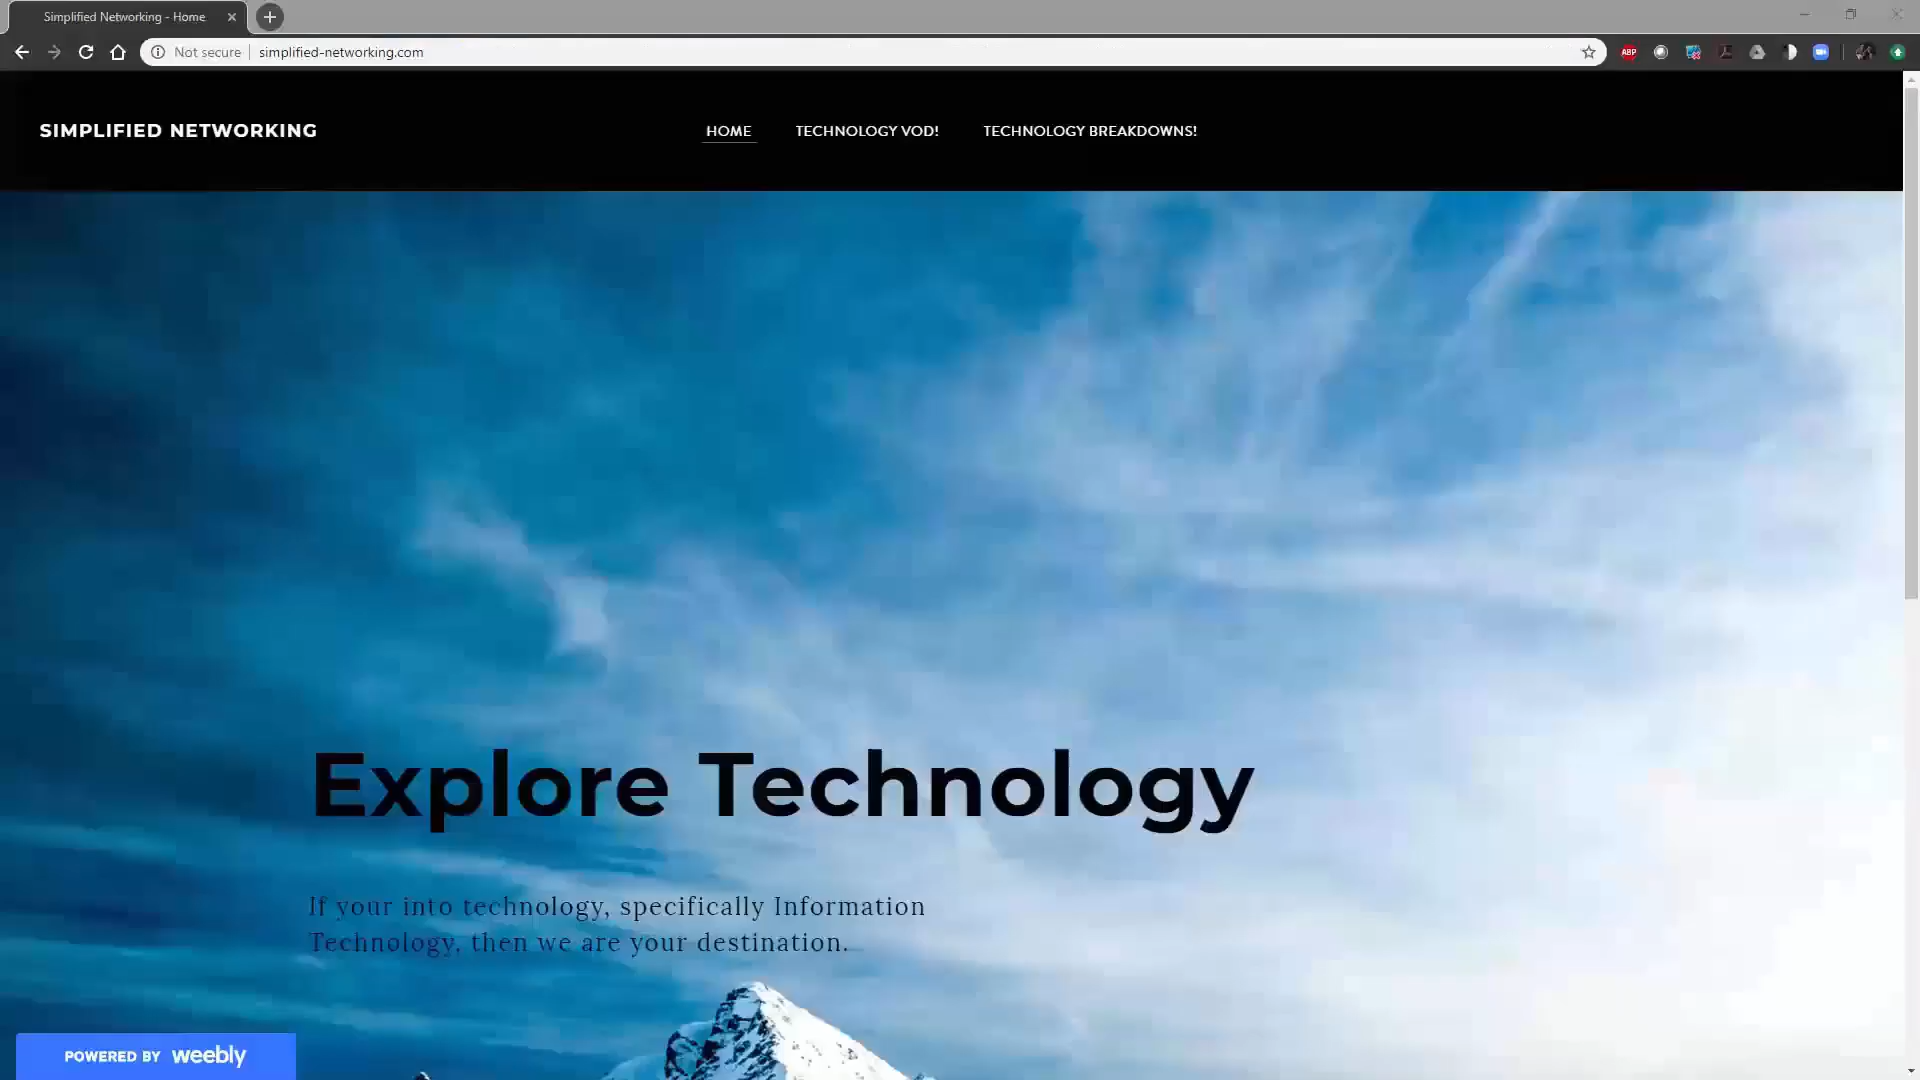 Simplified Networking - Home
Not secure simplified-networking.com
ABP
SIMPLIFIED NETWORKING
HOME TECHNOLOGY VOD! TECHNOLOGY BREAKDOWNS!
Explore Technology
If your into technology, specifically Information
Technology, then we are your destination.
POWERED BY weebly